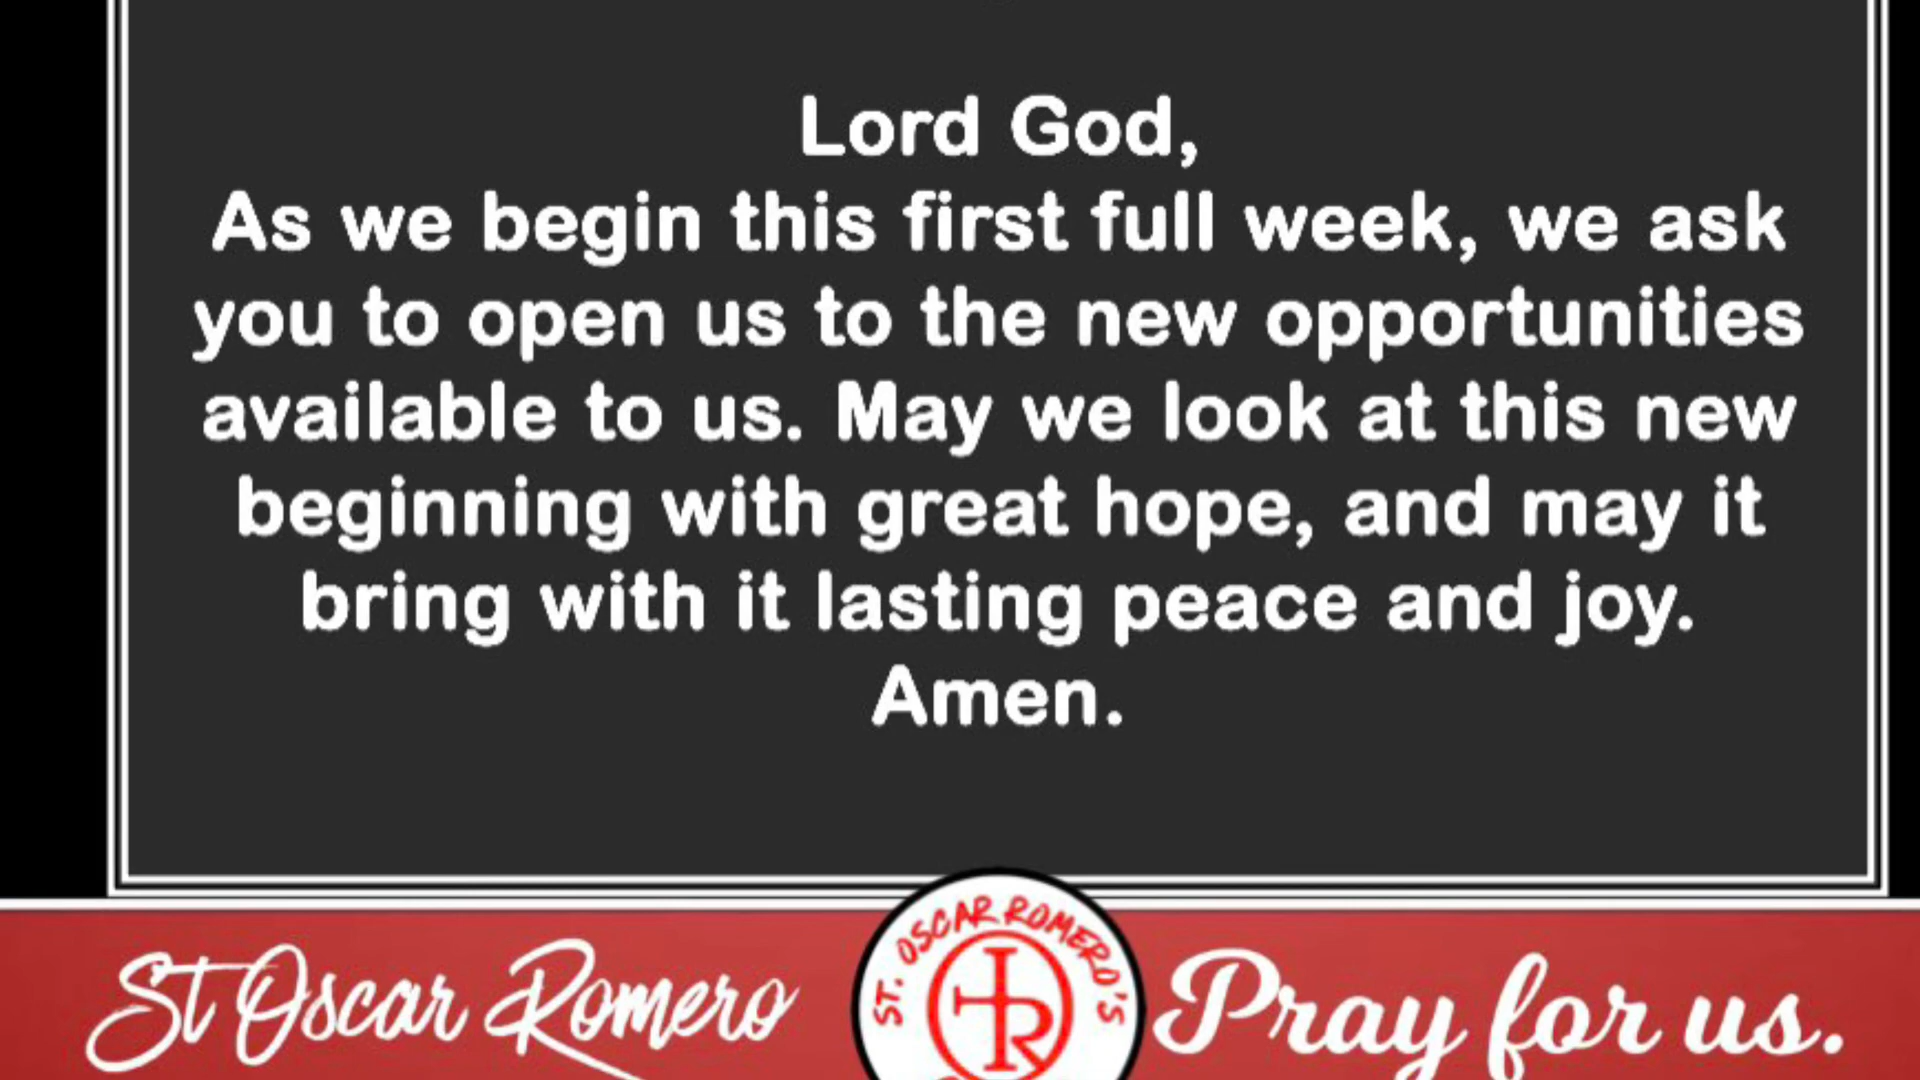 Lord God,
As we begin this first full week, we ask
you to open us to the new opportunities
available to us. May we look at this new
beginning with great hope, and may it
bring with it lasting peace and joy.
Amen.
St Oscar Romero
ST. OSCAR ROMERO'S
Pray for us.